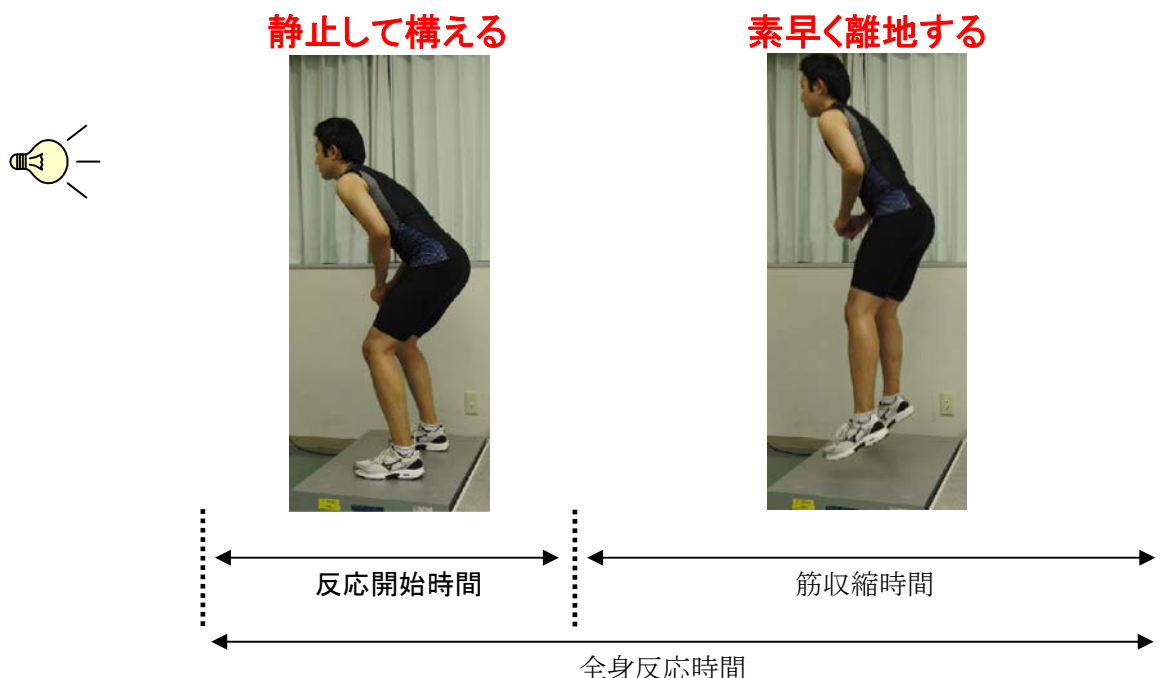 静止して構える
素早く離地する
反応開始時間
筋収縮時間
全身反応時間